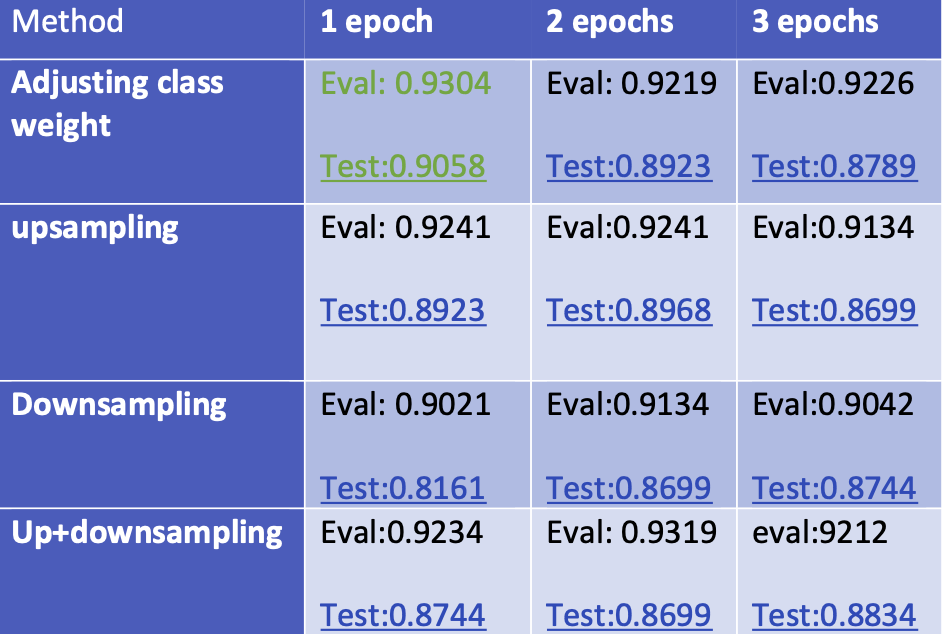 Method 1 epoch 2 epochs 3 epochs
Adjusting class weight Eval: 0.9304 Eval: 0.9219 Eval:0.9226
Test:0.9058 Test:0.8923 Test:0.8789
upsampling Eval: 0.9241 Eval:0.9241 Eval:0.9134
Test:0.8923 Test:0.8968 Test:0.8699
Downsampling Eval: 0.9021 Eval:0.9134 Eval:0.9042
Test:0.8161 Test:0.8699 Test:0.8744
Up+downsampling Eval:0.9234 Eval: 0.9319 eval:9212
Test:0.8744 Test:0.8699 Test:0.8834